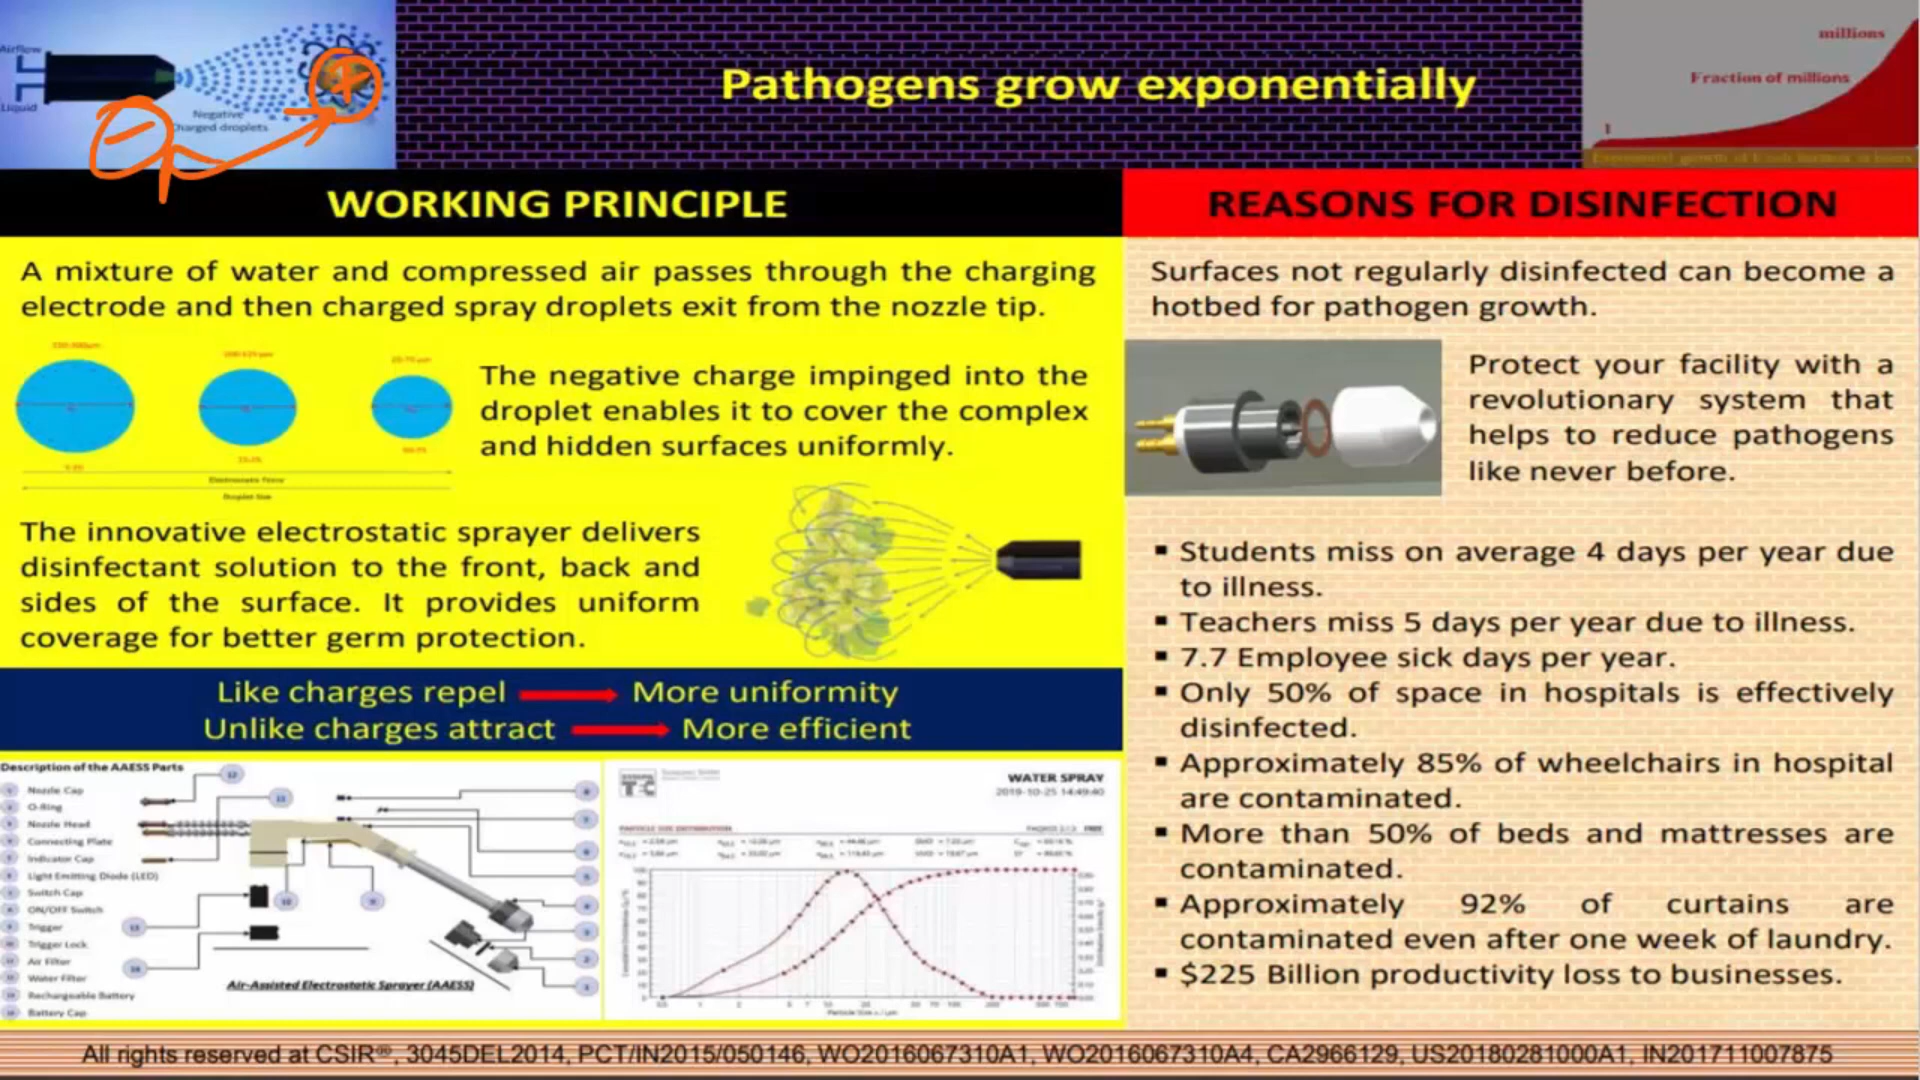 Airflow
Liquid
Negative
Charged droplets
Pathogens grow exponentially
millions
Fraction of millions
1
WORKING PRINCIPLE
A mixture of water and compressed air passes through the charging
electrode and then charged spray droplets exit from the nozzle tip.
The negative charge impinged into the
droplet enables it to cover the complex
and hidden surfaces uniformly.
Electrostatic Force
Droplet Size
The innovative electrostatic sprayer delivers
disinfectant solution to the front, back and
sides of the surface. It provides uniform
coverage for better germ protection.
Like charges repel More uniformity
Unlike charges attract More efficient
Description of the AAESS Parts
Nozzle Cap
O-Ring
Nozzle Head
Connecting Plate
Indicator Cap
Light Emitting Diode (LED)
Switch Cap
ON/OFF Switch
Trigger
Trigger Lock
Air Filter
Water Filter
Rechargeable Battery
Battery Cap
12
11
10
Air-Assisted Electrostatic Sprayer (AAESS)
WATER SPRAY
2019-10-25 14:49:40
PARTICLE SIZE DISTRIBUTION
REASONS FOR DISINFECTION
Surfaces not regularly disinfected can become a
hotbed for pathogen growth.
Protect your facility with a
revolutionary system that
helps to reduce pathogens
like never before.
▪ Students miss on average 4 days per year due
to illness.
▪ Teachers miss 5 days per year due to illness.
▪ 7.7 Employee sick days per year.
▪ Only 50% of space in hospitals is effectively
disinfected.
▪ Approximately 85% of wheelchairs in hospital
are contaminated.
▪ More than 50% of beds and mattresses are
contaminated.
▪ Approximately 92% of curtains are
contaminated even after one week of laundry.
▪ $225 Billion productivity loss to businesses.
All rights reserved at CSIR®, 3045DEL2014, PCT/IN2015/050146, WO2016067310A1, WO2016067310A4, CA2966129, US20180281000A1, IN201711007875